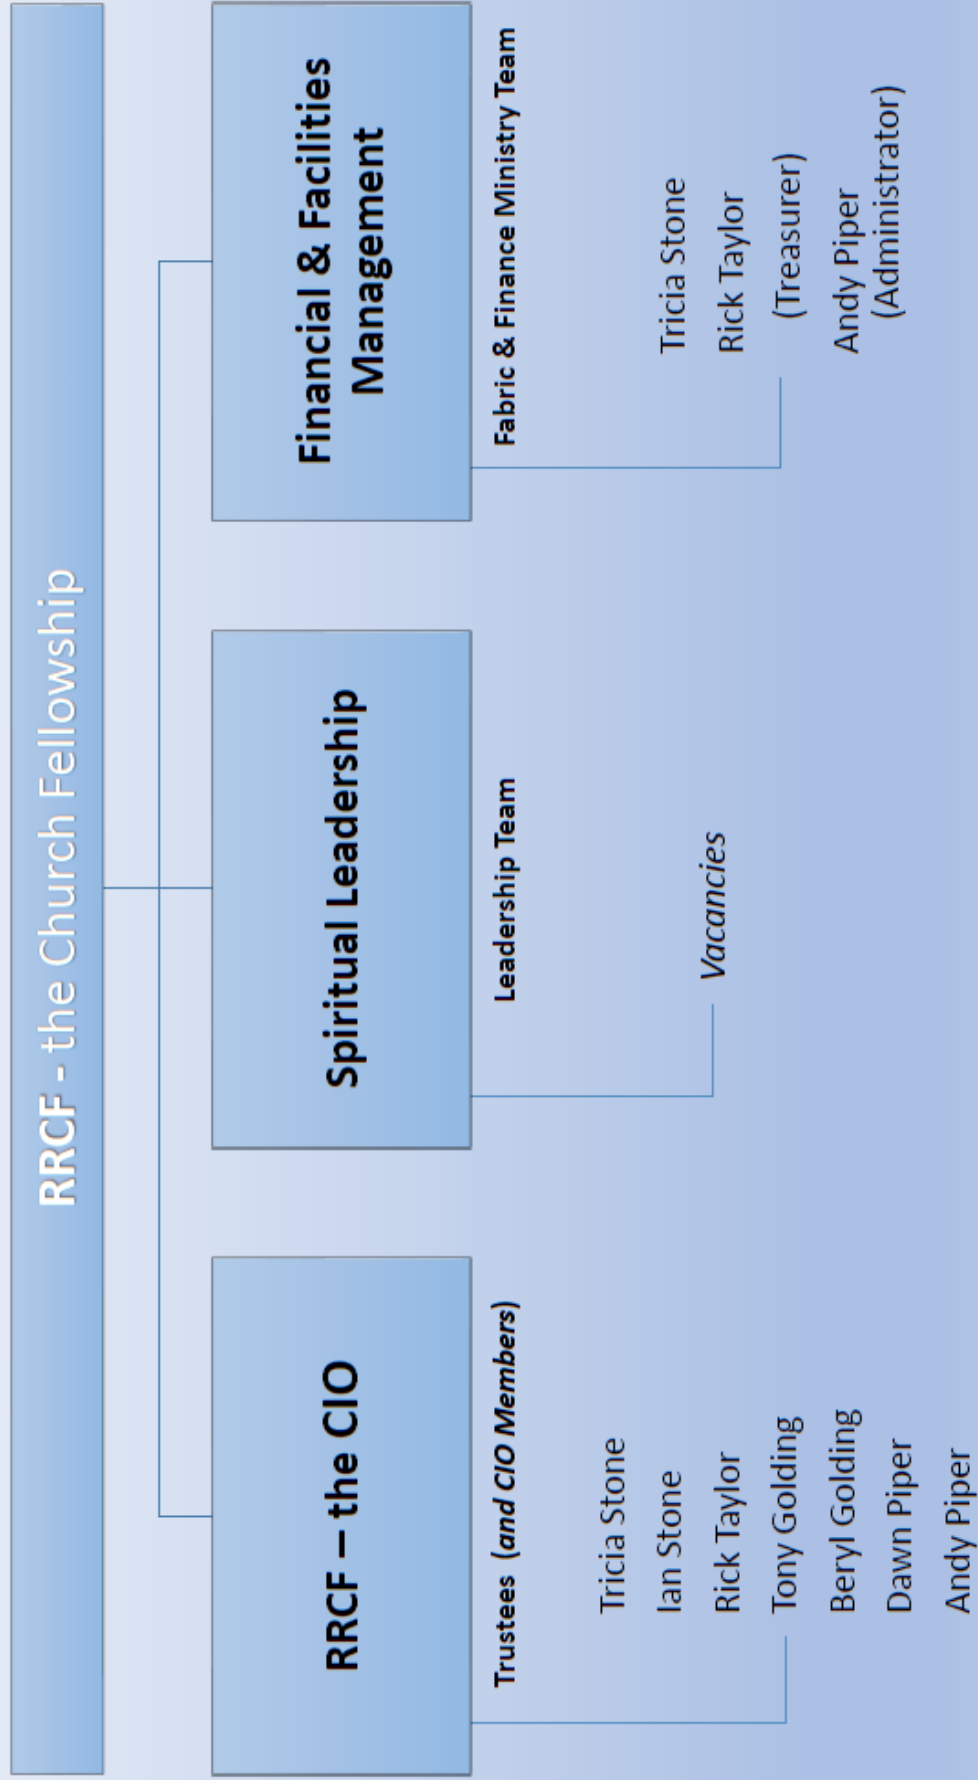 RRCF - the Church Fellowship
RRCF – the CIO
Trustees (and CIO Members)
Tricia Stone
Ian Stone
Rick Taylor
Tony Golding
Beryl Golding
Dawn Piper
Andy Piper
Spiritual Leadership
Leadership Team
Vacancies
Financial & Facilities
Management
Fabric & Finance Ministry Team
Tricia Stone
Rick Taylor
(Treasurer)
Andy Piper
(Administrator)